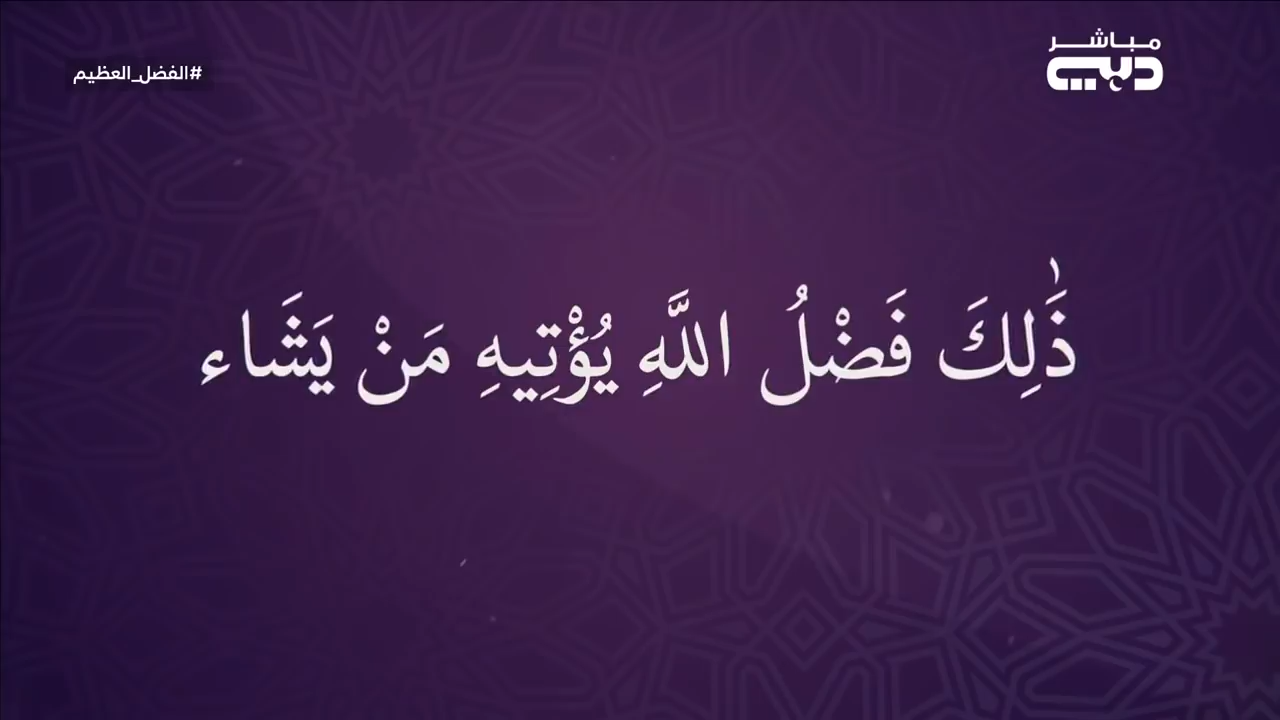 مباشر
دبي
#الفضل_العظيم
ذَٰلِكَ فَضْلُ اللَّهِ يُؤْتِيهِ مَنْ يَشَاء